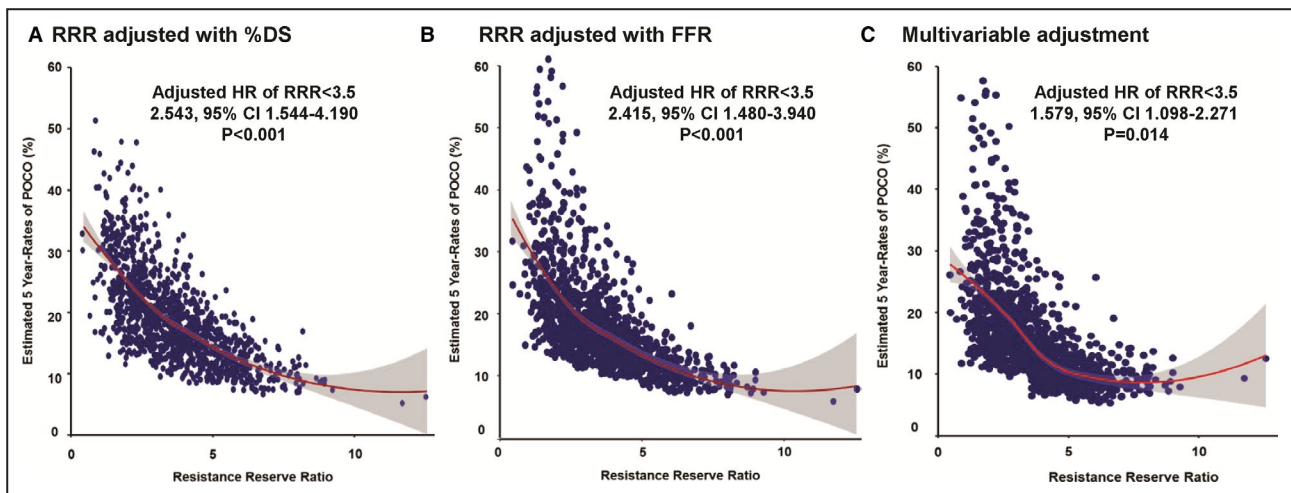 A RRR adjusted with %DS
Adjusted HR of RRR<3.5
2.543, 95% CI 1.544-4.190
P<0.001
Estimated 5 Year-Rates of POCO (%)
60
50
40
30
20
10
0
0
5
10
Resistance Reserve Ratio
B RRR adjusted with FFR
Adjusted HR of RRR<3.5
2.415, 95% CI 1.480-3.940
P<0.001
Estimated 5 Year-Rates of POCO (%)
60
50
40
30
20
10
0
0
5
10
Resistance Reserve Ratio
C Multivariable adjustment
Adjusted HR of RRR<3.5
1.579, 95% CI 1.098-2.271
P=0.014
Estimated 5 Year-Rates of POCO (%)
60
50
40
30
20
10
0
0
5
10
Resistance Reserve Ratio